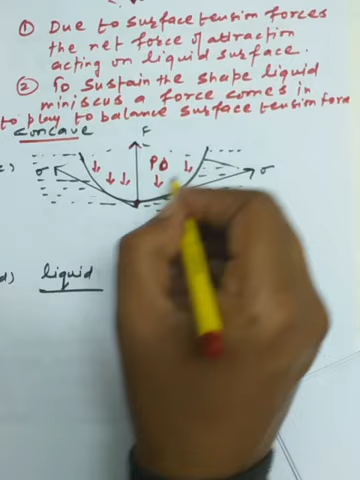 ① Due to surface tension forces
the net force of attraction
acting on liquid surface.
② To sustain the shape liquid
miniscus a force comes in
to play to balance surface tension force
concave
F
c)
σ
P₀
σ
d) liquid